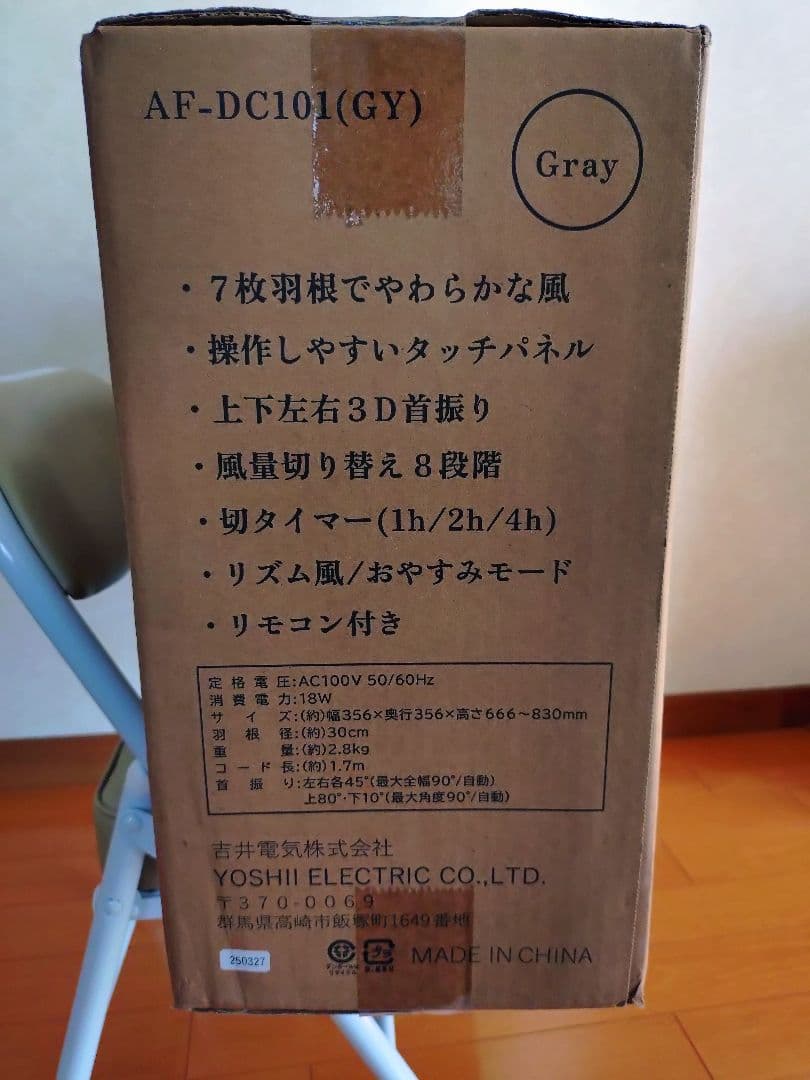 AF-DC101(GY)
Gray
・7枚羽根でやわらかな風
・操作しやすいタッチパネル
・上下左右3D首振り
・風量切り替え8段階
・切タイマー(1h/2h/4h)
・リズム風/おやすみモード
・リモコン付き
定格電圧:AC100V 50/60Hz
消費電力:18W
サイズ:(約)幅356×奥行356×高さ666～830mm
羽根径:(約)30cm
重量:(約)2.8kg
コード長:(約)1.7m
首振り:左右各45°(最大全幅90°/自動)
上80°・下10°(最大角度90°/自動)
吉井電気株式会社
YOSHII ELECTRIC CO.,LTD.
〒370-0069
群馬県高崎市飯塚町1649番地
250327
MADE IN CHINA